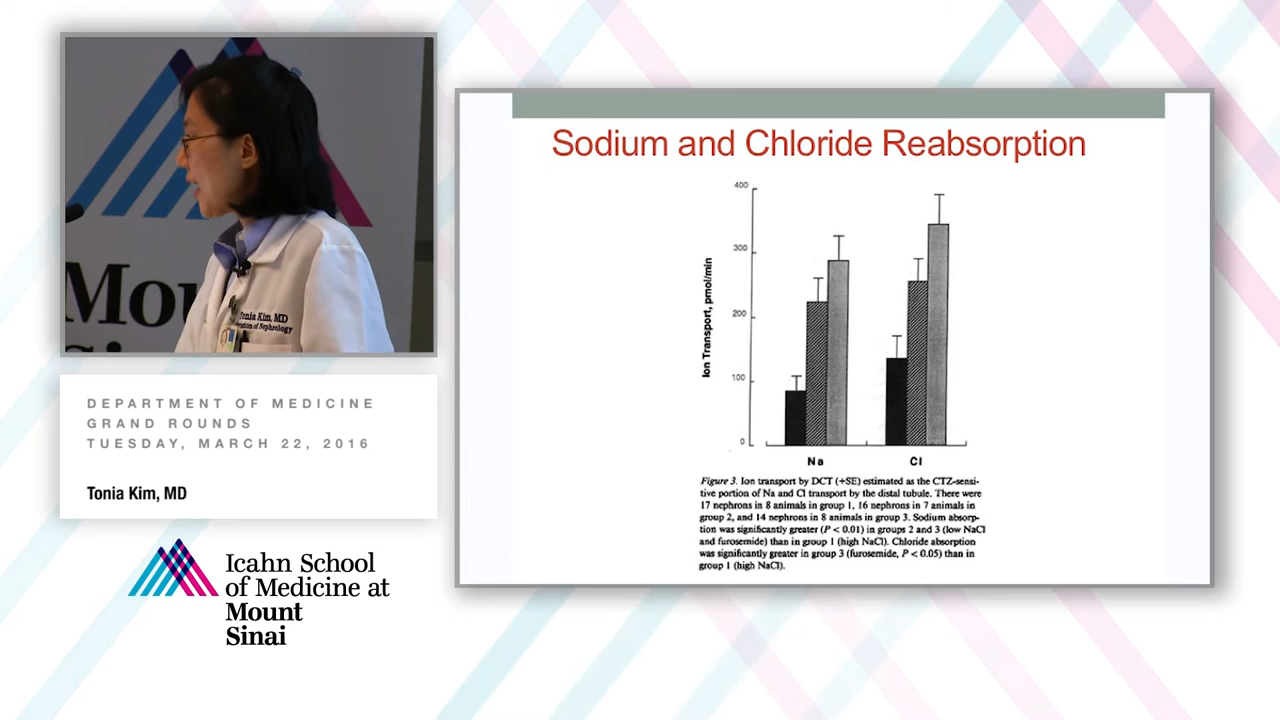 Mou
Tonia Kim, MD
of Nephrology
DEPARTMENT OF MEDICINE
GRAND ROUNDS
TUESDAY, MARCH 22, 2016
Tonia Kim, MD
Icahn School
of Medicine at
Mount
Sinai
Sodium and Chloride Reabsorption
400
300
200
100
0
Ion Transport, pmol/min
Na Cl
Figure 3. Ion transport by DCT (+SE) estimated as the CTZ-sensi-
tive portion of Na and Cl transport by the distal tubule. There were
17 nephrons in 8 animals in group 1, 16 nephrons in 7 animals in
group 2, and 14 nephrons in 8 animals in group 3. Sodium absorp-
tion was significantly greater (P < 0.01) in groups 2 and 3 (low NaCl
and furosemide) than in group 1 (high NaCl). Chloride absorption
was significantly greater in group 3 (furosemide, P < 0.05) than in
group 1 (high NaCl).